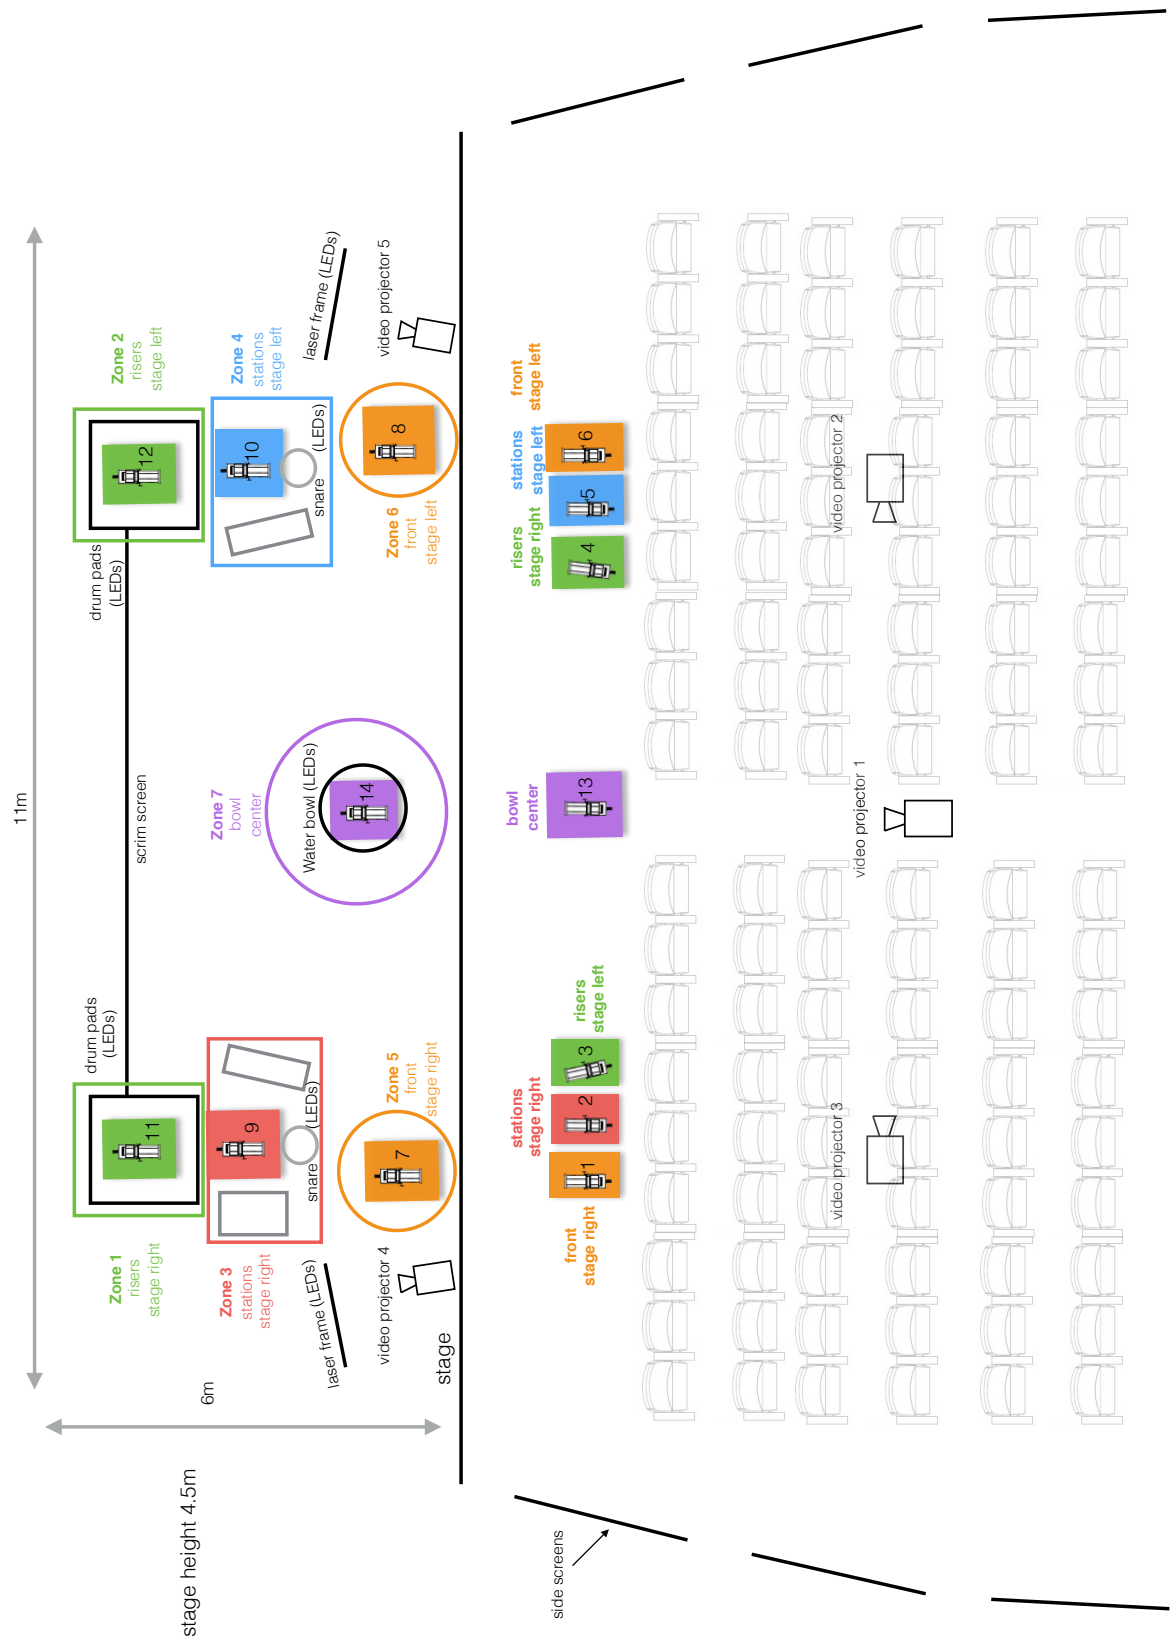 11m
drum pads
(LEDs)
drum pads
(LEDs)
Zone 1
risers
stage right
11
scrim screen
12
Zone 2
risers
stage left
stage height 4.5m
6m
Zone 3
stations
stage right
9
Zone 7
bowl
center
10
Zone 4
stations
stage left
laser frame (LEDs)
snare
(LEDs)
Water bowl (LEDs)
14
snare
(LEDs)
laser frame (LEDs)
video projector 4
7
Zone 5
front
stage right
Zone 6
front
stage left
8
video projector 5
stage
stations
stage right
bowl
center
risers
stage right
stations
stage left
front
stage left
front
stage right
1
2
3
risers
stage left
13
4
5
6
side screens
video projector 3
video projector 1
video projector 2